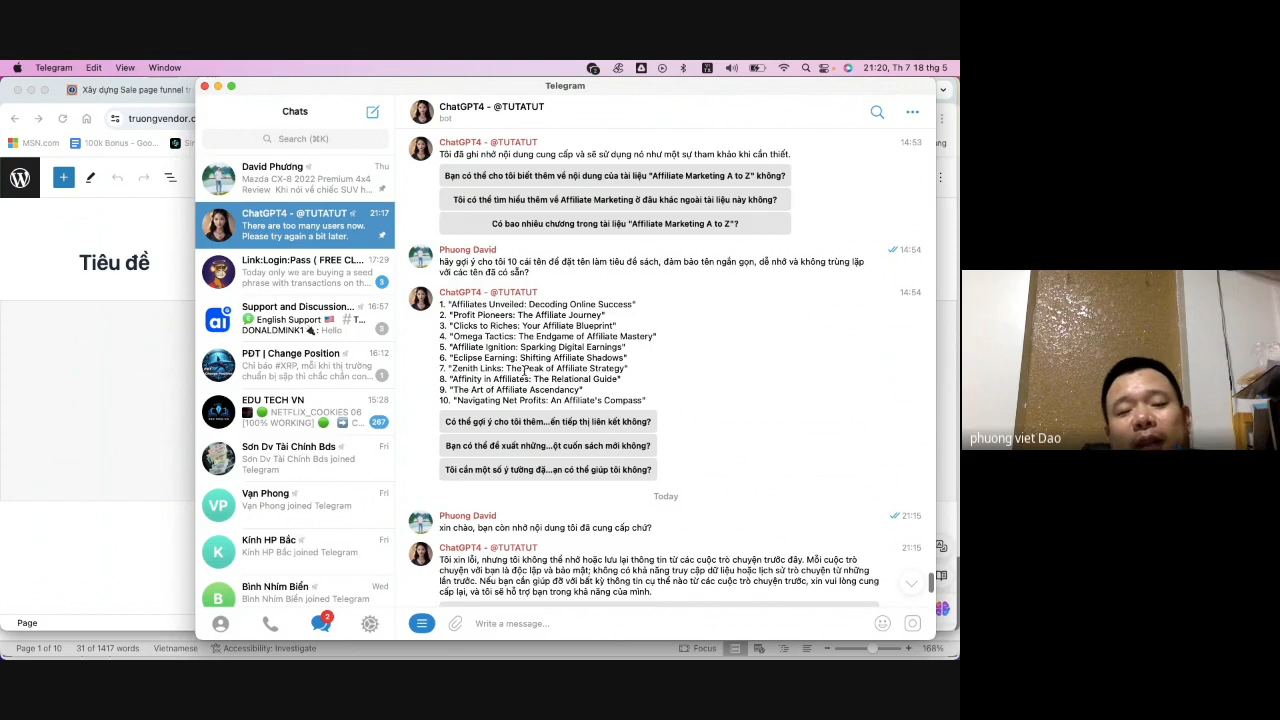 Telegram Edit View Window
21:20, Th 7 18 thg 5
Xây dựng Sale page funnel tr
truongvendor.c
MSN.com
100k Bonus - Goo...
Tiêu đề
Page
Page 1 of 10 31 of 1417 words Vietnamese Accessibility: Investigate
Focus
168%
Telegram
Chats
Search (⌘K)
David Phương Thu
Mazda CX-8 2022 Premium 4x4
Review Khi nói về chiếc SUV h...
ChatGPT4 - @TUTATUT 21:17
There are too many users now.
Please try again a bit later.
Link:Login:Pass ( FREE CL... 17:29
Today only we are buying a seed
phrase with transactions on th...
3
Support and Discussion... 16:57
English Support #T...
DONALDMINK1: Hello
3
PĐT | Change Position 16:12
Chỉ báo #XRP, mỗi khi thị trường
chuẩn bị sập thì chắc chắn con...
1
EDU TECH VN 15:28
NETFLIX_COOKIES 06
[100% WORKING] C...
267
Sơn Dv Tài Chính Bds Fri
Sơn Dv Tài Chính Bds joined
Telegram
VP
Vạn Phong Fri
Vạn Phong joined Telegram
K
Kính HP Bắc Fri
Kính HP Bắc joined Telegram
B
Bình Nhím Biển Wed
Bình Nhím Biển joined Telegram
2
ChatGPT4 - @TUTATUT
bot
ChatGPT4 - @TUTATUT 14:53
Tôi đã ghi nhớ nội dung cung cấp và sẽ sử dụng nó như một sự tham khảo khi cần thiết.
Bạn có thể cho tôi biết thêm về nội dung của tài liệu "Affiliate Marketing A to Z" không?
Tôi có thể tìm hiểu thêm về Affiliate Marketing ở đâu khác ngoài tài liệu này không?
Có bao nhiêu chương trong tài liệu "Affiliate Marketing A to Z"?
Phuong David 14:54
hãy gợi ý cho tôi 10 cái tên để đặt tên làm tiêu đề sách, đảm bảo tên ngắn gọn, dễ nhớ và không trùng lặp
với các tên đã có sẵn?
ChatGPT4 - @TUTATUT 14:54
1. "Affiliates Unveiled: Decoding Online Success"
2. "Profit Pioneers: The Affiliate Journey"
3. "Clicks to Riches: Your Affiliate Blueprint"
4. "Omega Tactics: The Endgame of Affiliate Mastery"
5. "Affiliate Ignition: Sparking Digital Earnings"
6. "Eclipse Earning: Shifting Affiliate Shadows"
7. "Zenith Links: The Peak of Affiliate Strategy"
8. "Affinity in Affiliates: The Relational Guide"
9. "The Art of Affiliate Ascendancy"
10. "Navigating Net Profits: An Affiliate's Compass"
Có thể gợi ý cho tôi thêm...ến tiếp thị liên kết không?
Bạn có thể đề xuất những...ột cuốn sách mới không?
Tôi cần một số ý tưởng đặ...ạn có thể giúp tôi không?
Today
Phuong David 21:15
xin chào, bạn còn nhớ nội dung tôi đã cung cấp chứ?
ChatGPT4 - @TUTATUT 21:15
Tôi xin lỗi, nhưng tôi không thể nhớ hoặc lưu lại thông tin từ các cuộc trò chuyện trước đây. Mỗi cuộc trò
chuyện với bạn là độc lập và bảo mật; không có khả năng truy cập dữ liệu hoặc lịch sử trò chuyện từ những
lần trước. Nếu bạn cần giúp đỡ với bất kỳ thông tin cụ thể nào từ các cuộc trò chuyện trước, xin vui lòng cung
cấp lại, và tôi sẽ hỗ trợ bạn trong khả năng của mình.
Write a message...
phuong viet Dao